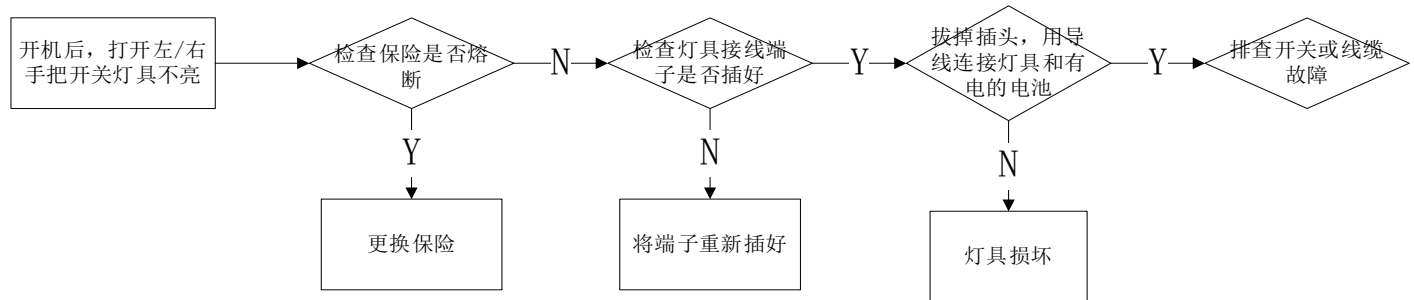 开机后，打开左/右
手把开关灯具不亮
检查保险是否熔
断
N
检查灯具接线端
子是否插好
Y
拔掉插头，用导
线连接灯具和有
电的电池
Y
排查开关或线缆
故障
Y
N
N
更换保险
将端子重新插好
灯具损坏